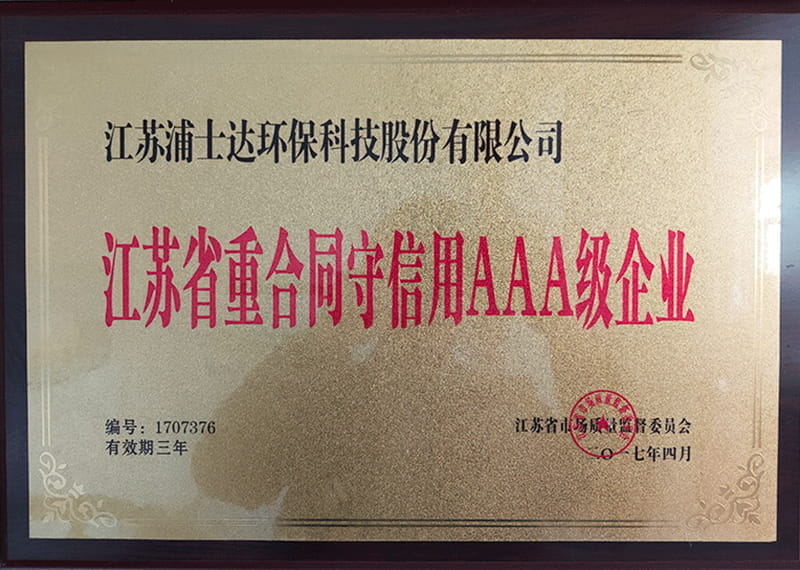 江苏浦士达环保科技股份有限公司
江苏省重合同守信用AAA级企业
编号：1707376
有效期三年
江苏省市场质量监督委员会
二〇一七年四月